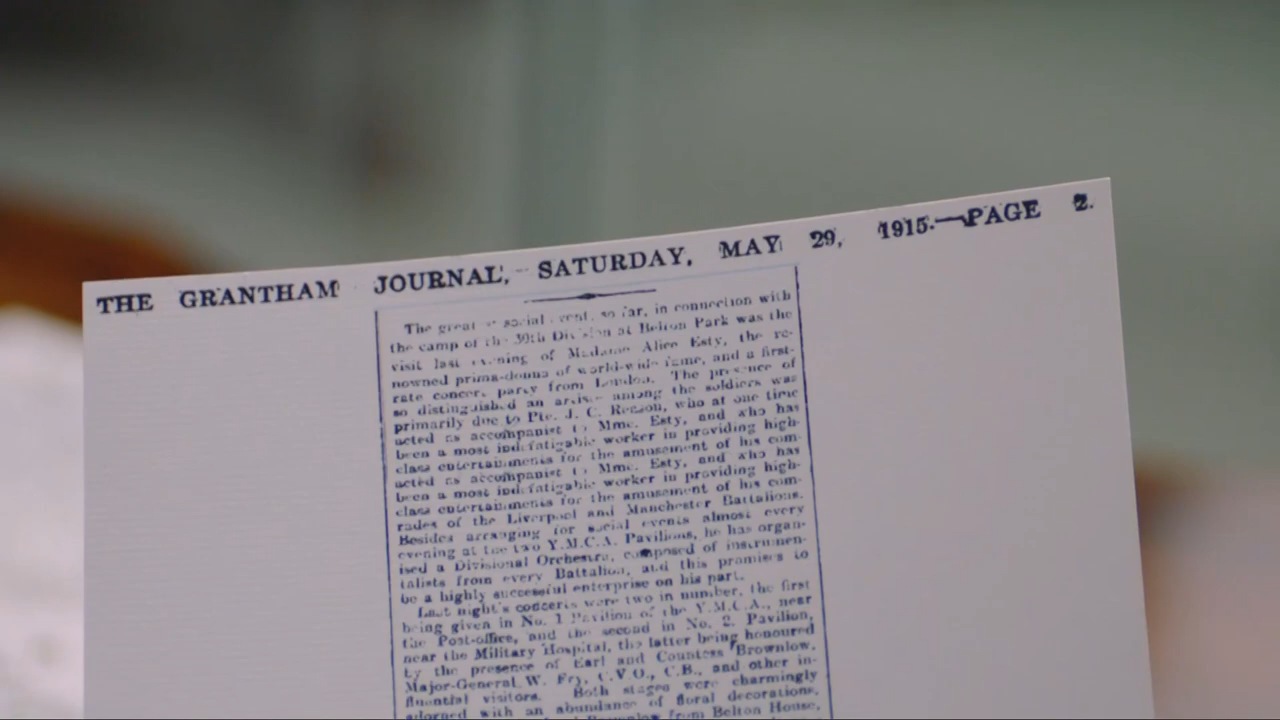 THE GRANTHAM JOURNAL, SATURDAY, MAY 29, 1915.—PAGE 2.
The social so far, in connection with
the camp of the 30th Division at Belton Park was the
visit last evening of Madame Alice Esty, the re-
nowned prima-donna of world-wide fame, and a first-
rate concert party from London. The presence of
so distinguished an artist among the soldiers was
primarily due to Pte. J. C. who at one time
acted as accompanist to Mme. Esty, and who has
been a most indefatigable worker in providing high-
class entertainments for the amusement of his com-
acted as accompanist to Mme. Esty, and who has
been a most indefatigable worker in providing high-
class entertainments for the amusement of his com-
rades of the Liverpool and Manchester Battalions.
Besides arranging for social events almost every
evening at the two Y.M.C.A. Pavilions, he has organ-
ised a Divisional Orchestra, composed of instrumen-
talists from every Battalion, and this promises to
be a highly successful enterprise on his part.
Last night's concerts were two in number, the first
being given in No. 1 Pavilion of the Y.M.C.A., near
the Post-office, and the second in No. 2. Pavilion,
near the Military Hospital, the latter being honoured
by the presence of Earl and Countess Brownlow,
Major-General W. Fry, C.V.O., C.B., and other in-
fluential visitors. Both stages were charmingly
adorned with an abundance of floral decorations,
Brownlow from Belton House,